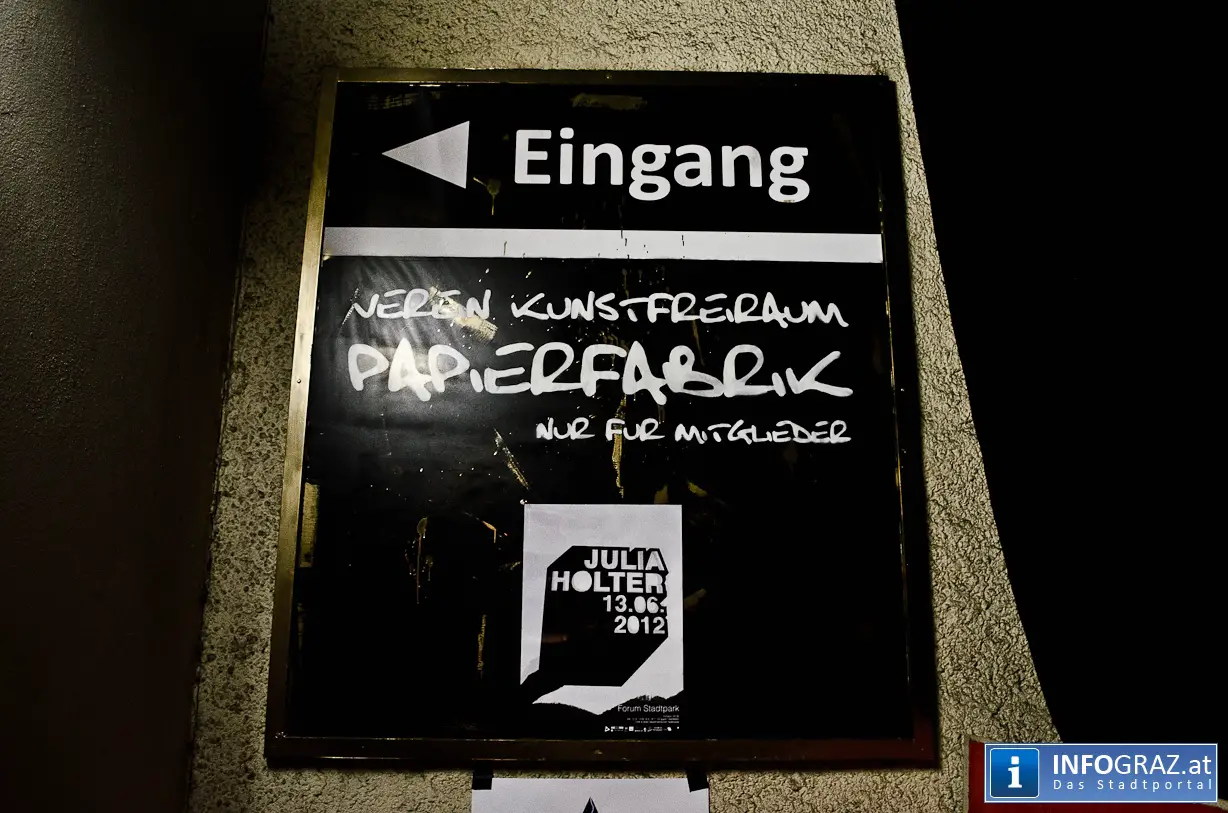 Eingang
VEREIN KUNSTFREIRAUM
PAPIERFABRIK
NUR FUR MITGLIEDER
JULIA
HOLTER
13.06.
2012
Forum Stadtpark
i INFOGRAZ.at
Das Stadtportal